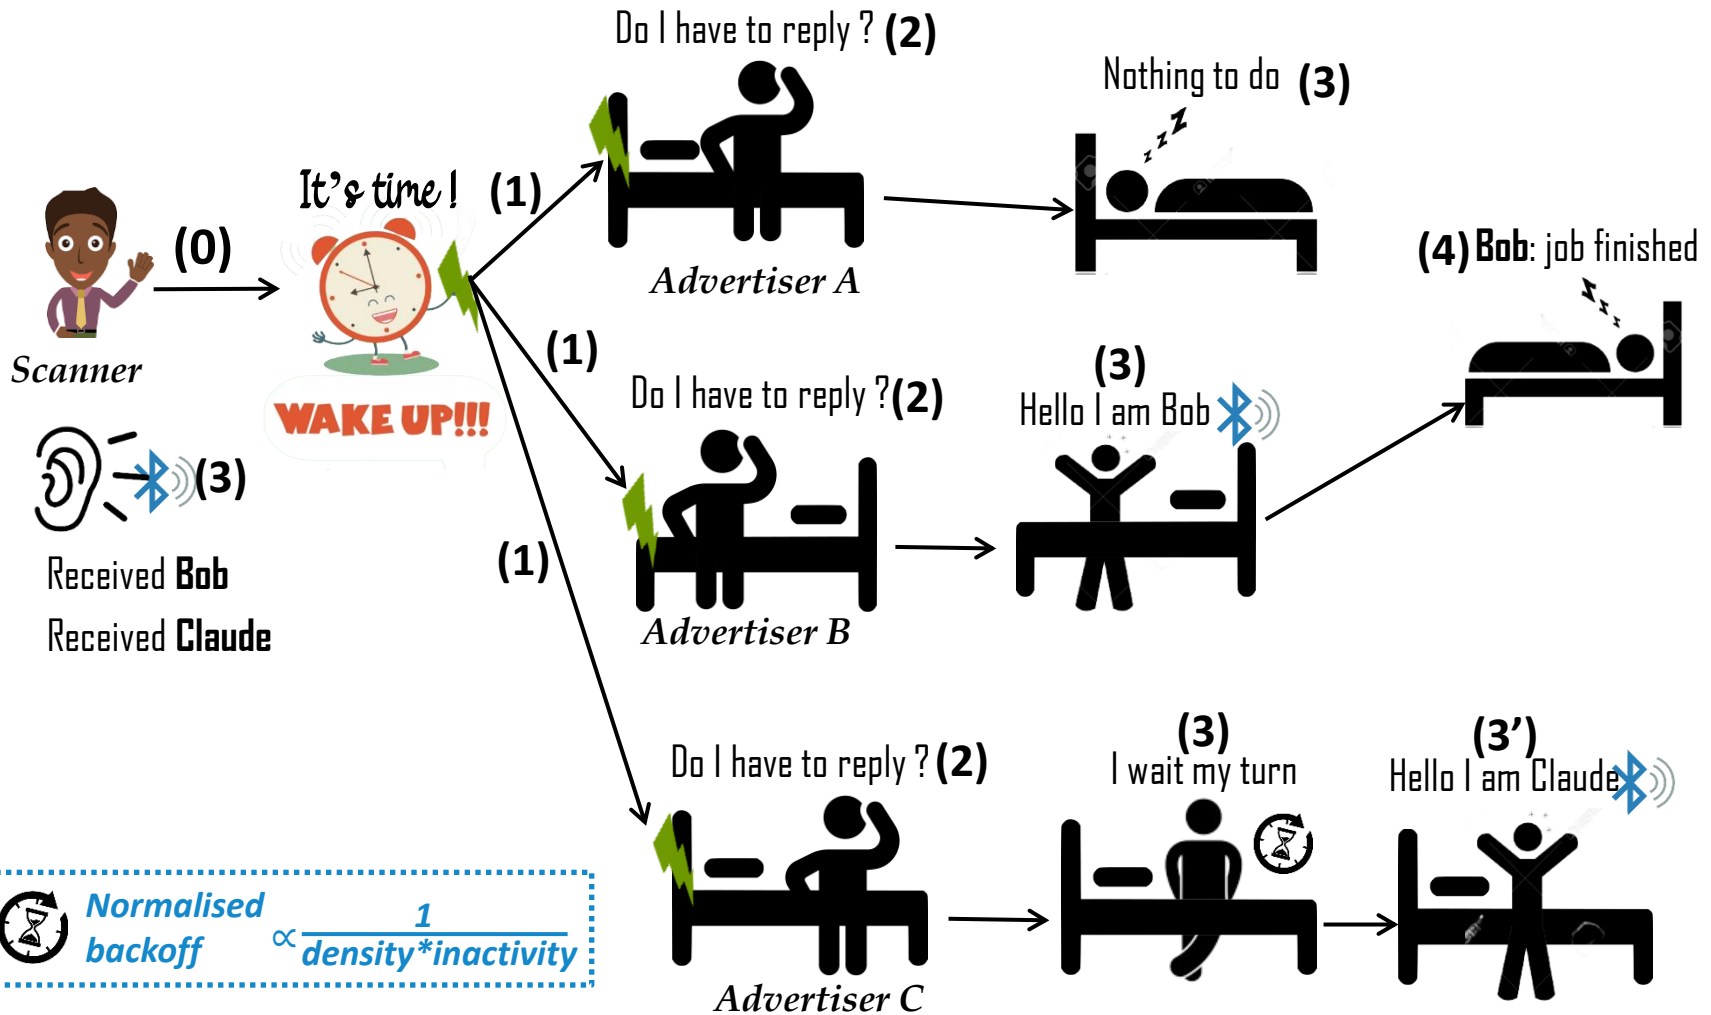 Do I have to reply ? (2)
Nothing to do (3)
It's time !
(1)
(0)
Advertiser A
(4) Bob: job finished
Scanner
WAKE UP!!!
(1)
Do I have to reply ? (2)
(3)
Hello I am Bob
(3)
Received Bob
Received Claude
(1)
Advertiser B
Do I have to reply ? (2)
(3)
I wait my turn
(3’)
Hello I am Claude
Normalised
backoff
∝ 1
density*inactivity
Advertiser C